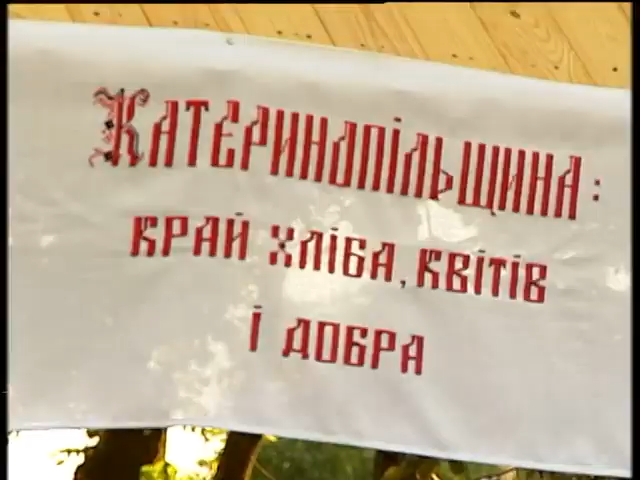 Катеринопільщина:
край хліба, квітів
і добра